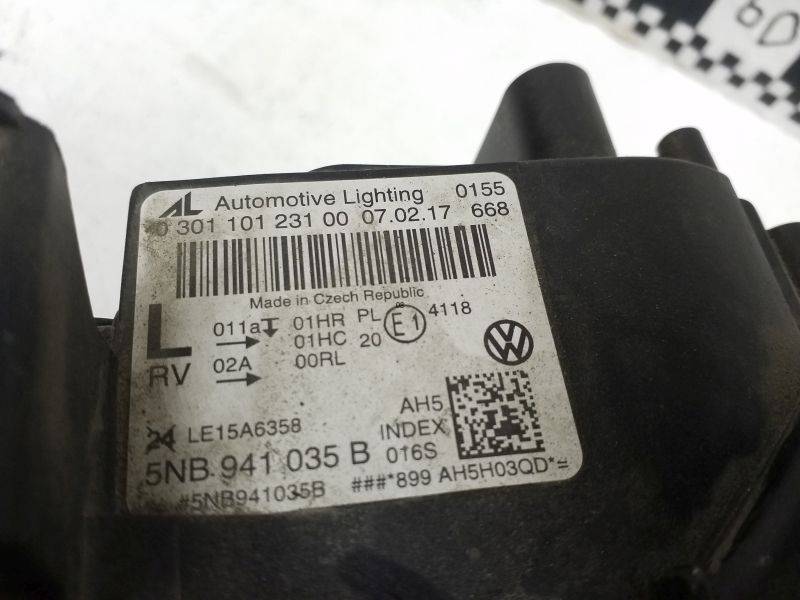 AL Automotive Lighting 0155
0 301 101 231 00 07.02.17 668
Made in Czech Republic
L 011a 01HR PL E1 4118
01HC 20
RV 02A 00RL
24 LE15A6358 AH5
5NB 941 035 B INDEX 016S
#5NB941035B ###*899 AH5H03QD*=